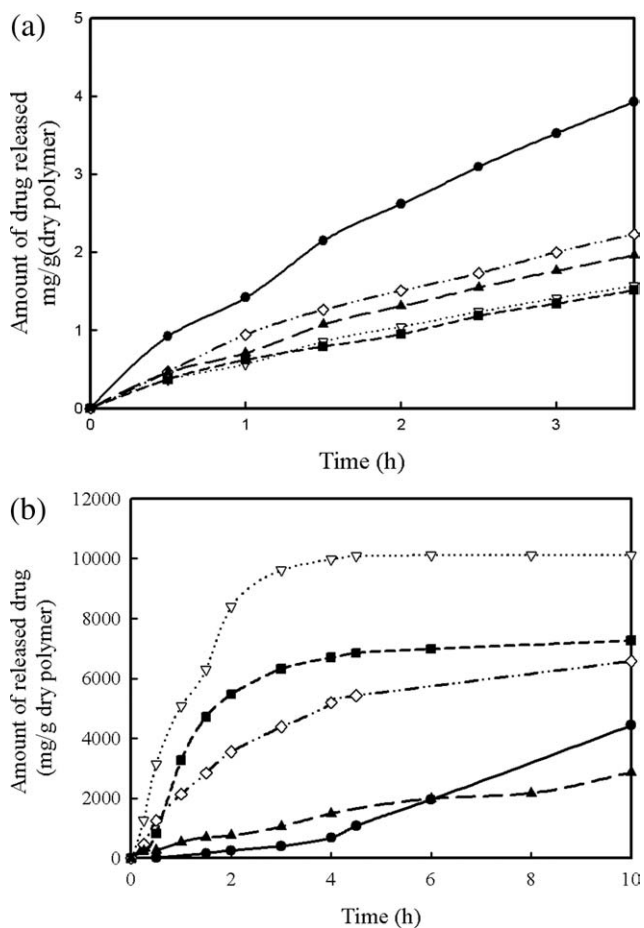 (a)
5
4
3
2
1
0
0 1 2 3
Amount of drug released
mg/g(dry polymer)
Time (h)
(b)
12000
10000
8000
6000
4000
2000
0
0 2 4 6 8 10
Amount of released drug
(mg/g dry polymer)
Time (h)